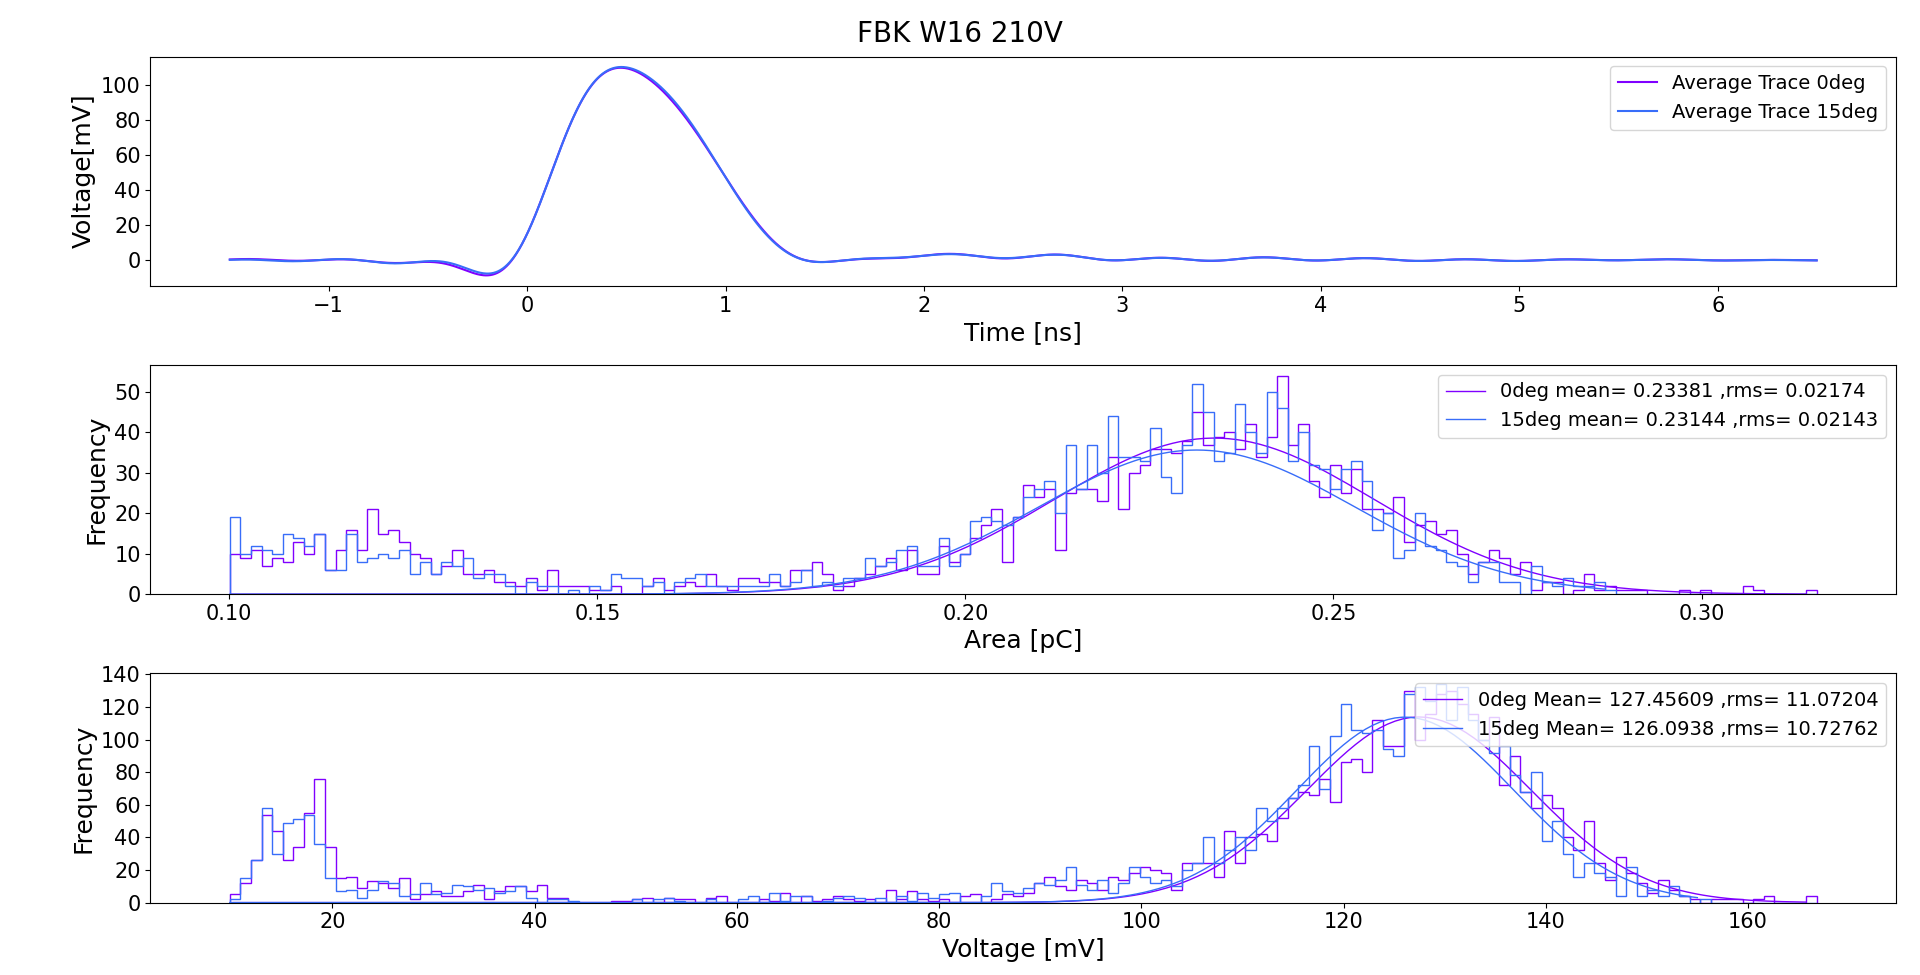 FBK W16 210V
Voltage[mV]
100
80
60
40
20
0
Average Trace 0deg
Average Trace 15deg
−1 0 1 2 3 4 5 6
Time [ns]
Frequency
50
40
30
20
10
0
0deg mean= 0.23381 ,rms= 0.02174
15deg mean= 0.23144 ,rms= 0.02143
0.10 0.15 0.20 0.25 0.30
Area [pC]
Frequency
140
120
100
80
60
40
20
0
0deg Mean= 127.45609 ,rms= 11.07204
15deg Mean= 126.0938 ,rms= 10.72762
20 40 60 80 100 120 140 160
Voltage [mV]